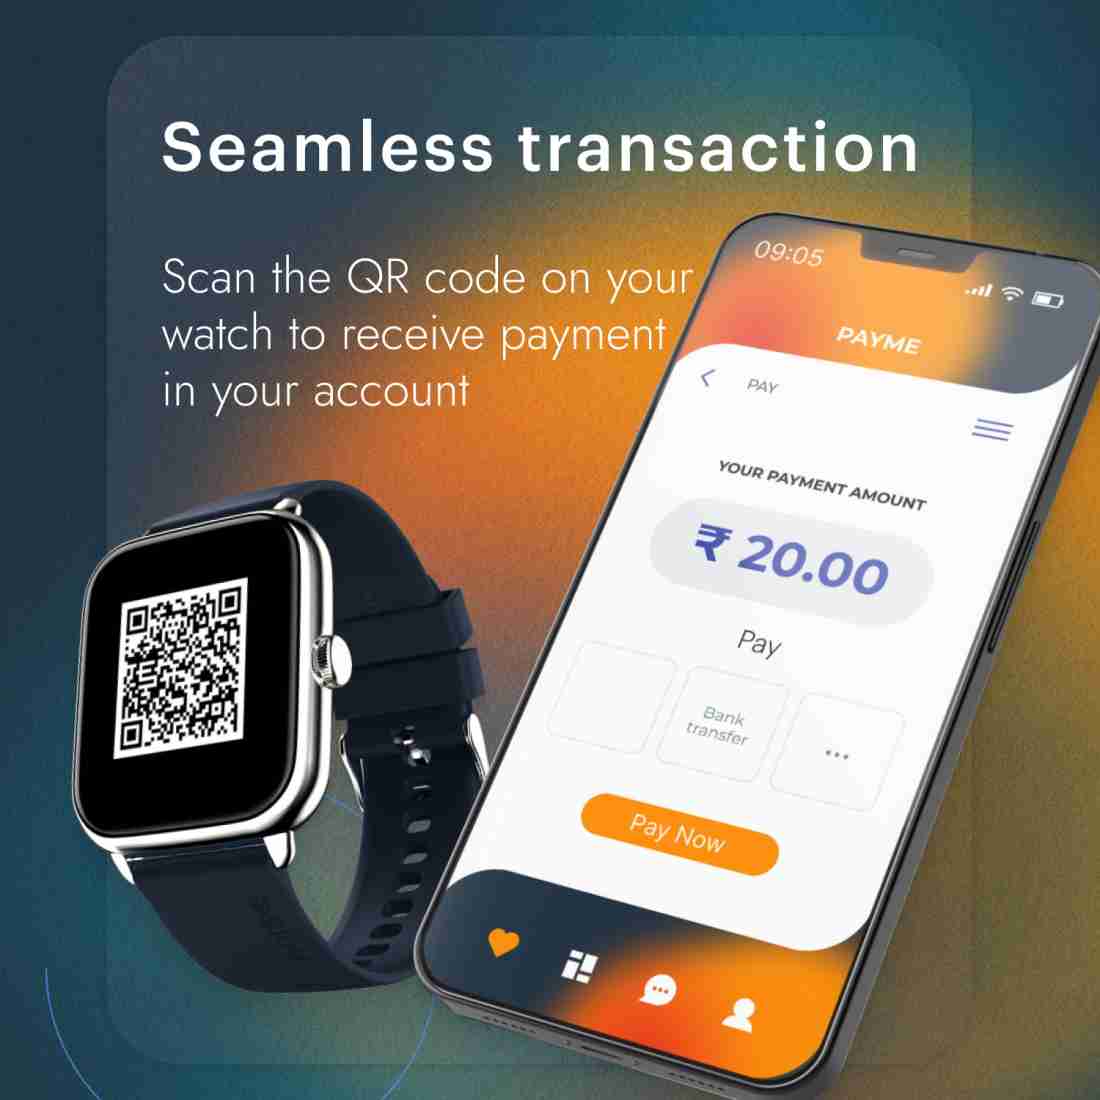 Seamless transaction
Scan the QR code on your
watch to receive payment
in your account
09:05
PAYME
PAY
YOUR PAYMENT AMOUNT
₹ 20.00
Pay
Bank
transfer
...
Pay Now